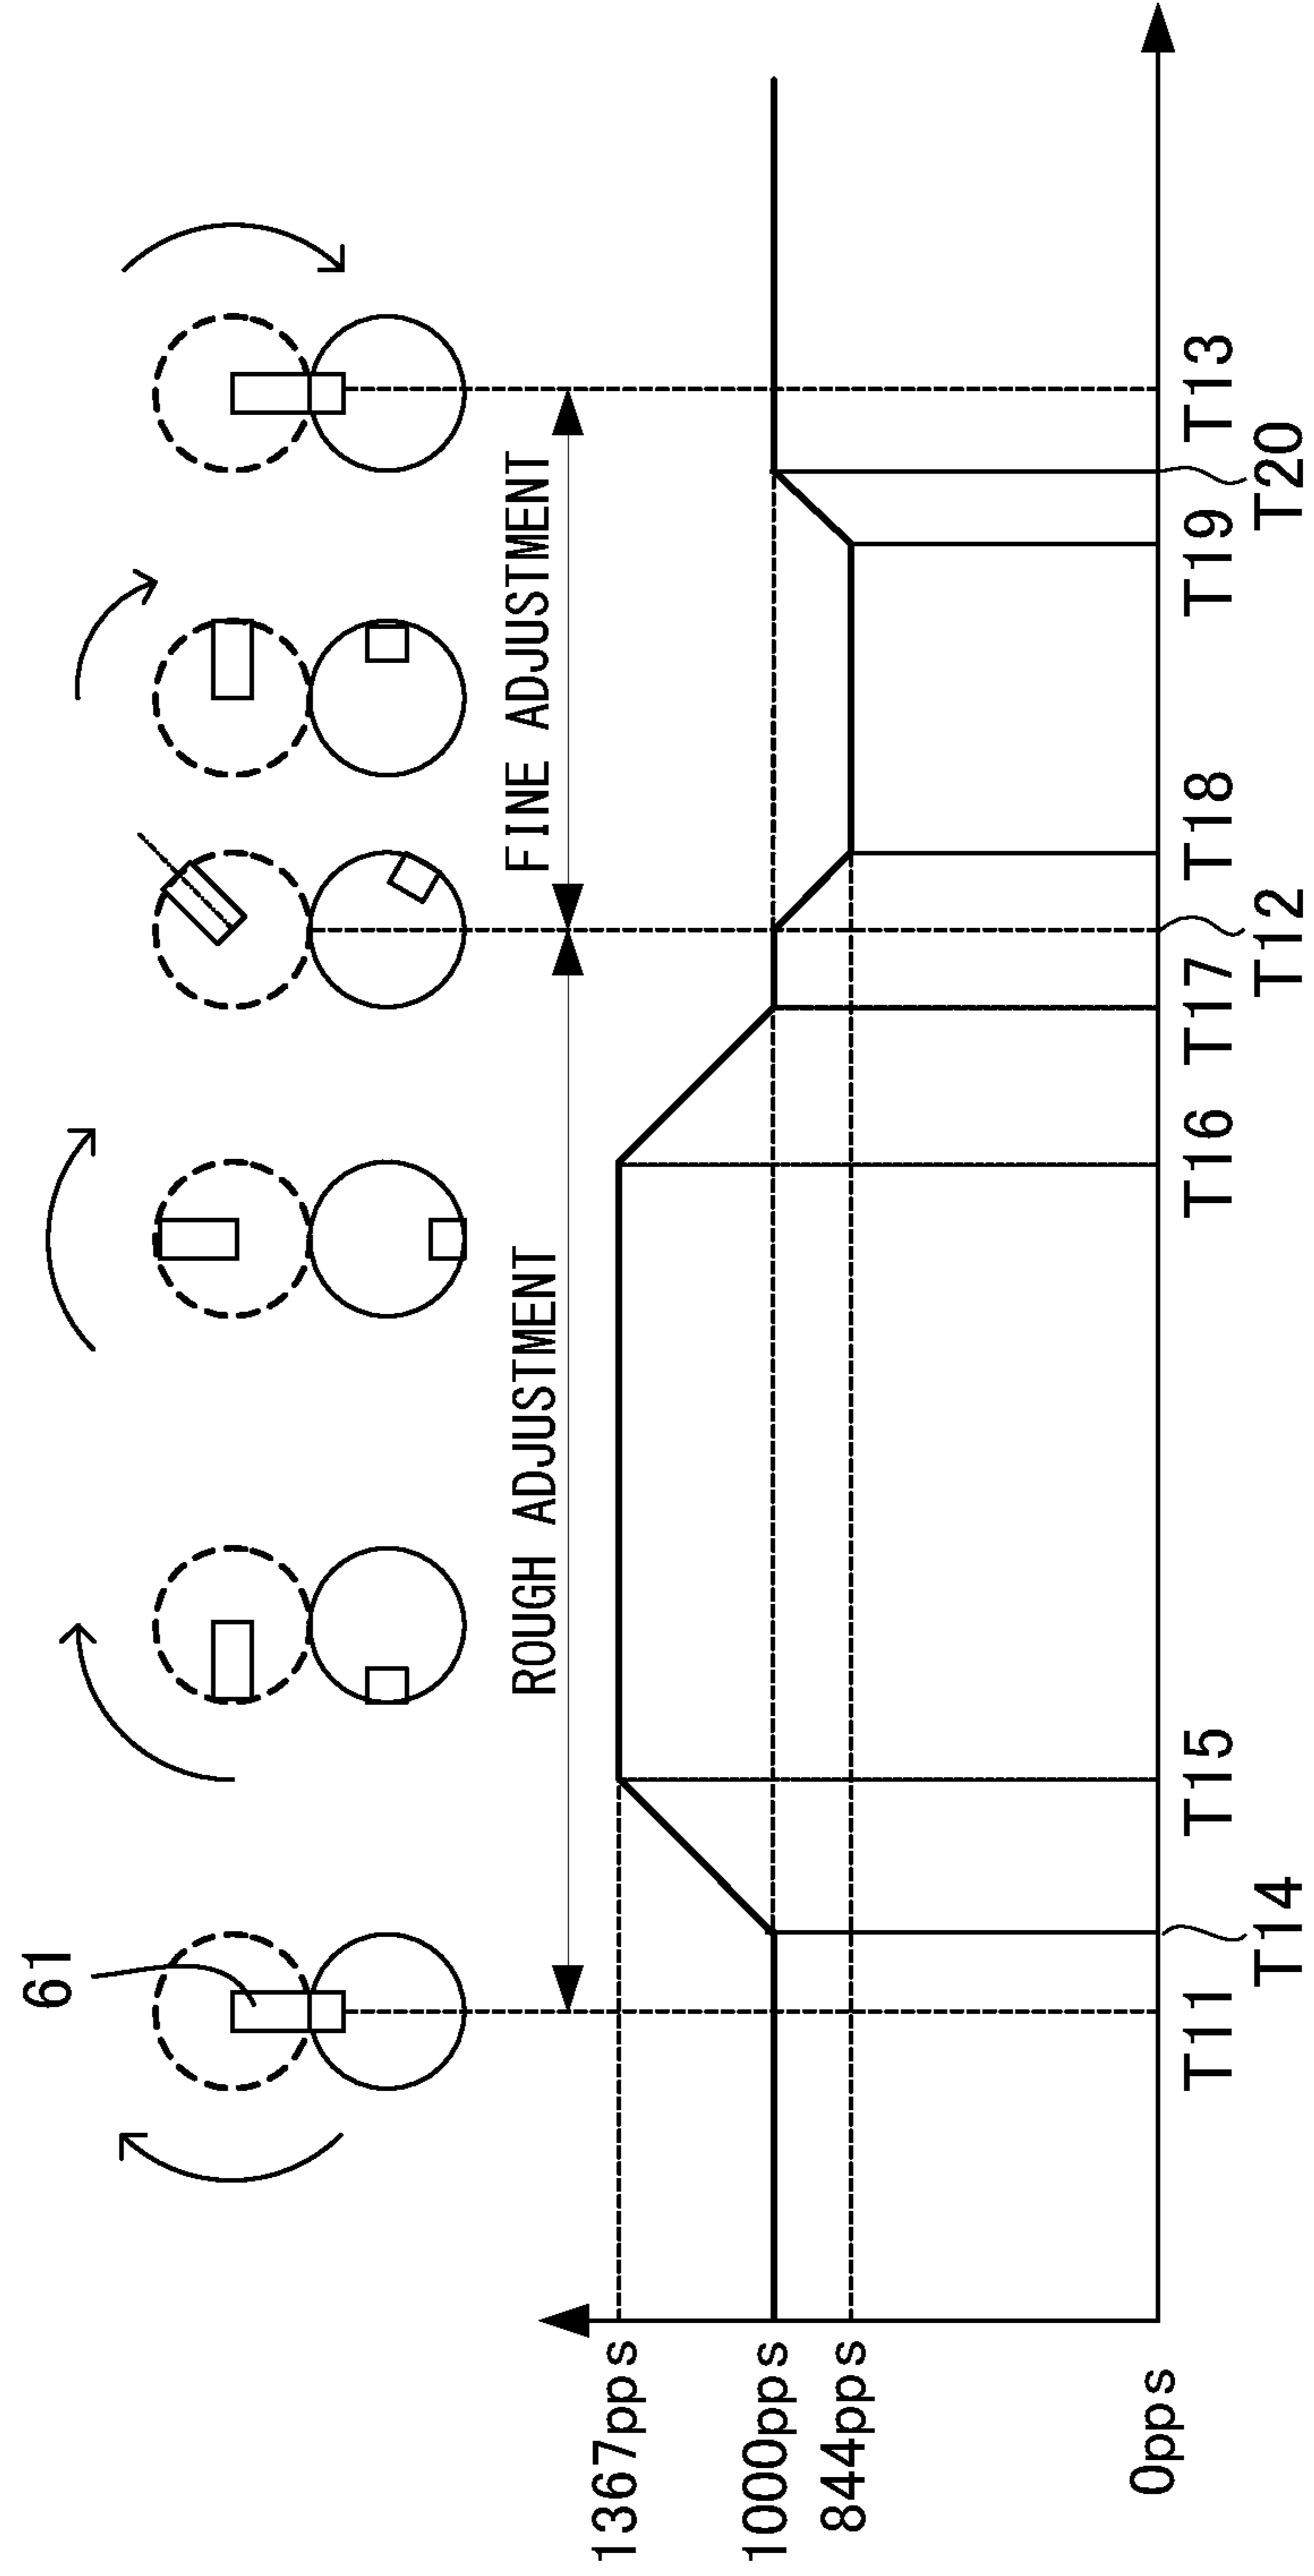 61
ROUGH ADJUSTMENT
FINE ADJUSTMENT
1367pps
1000pps
844pps
0pps
T11
T14
T15
T16
T17
T12
T18
T19
T20
T13